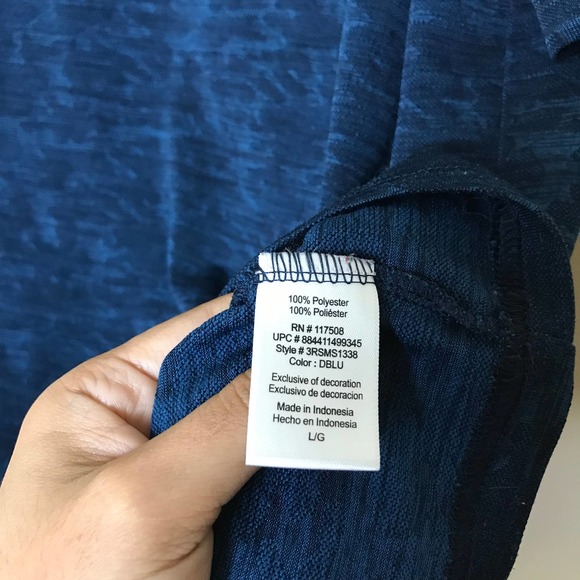 100% Polyester
100% Poliéster
RN # 117508
UPC # 884411499345
Style # 3RSMS1338
Color : DBLU
Exclusive of decoration
Exclusivo de decoracion
Made in Indonesia
Hecho en Indonesia
L/G